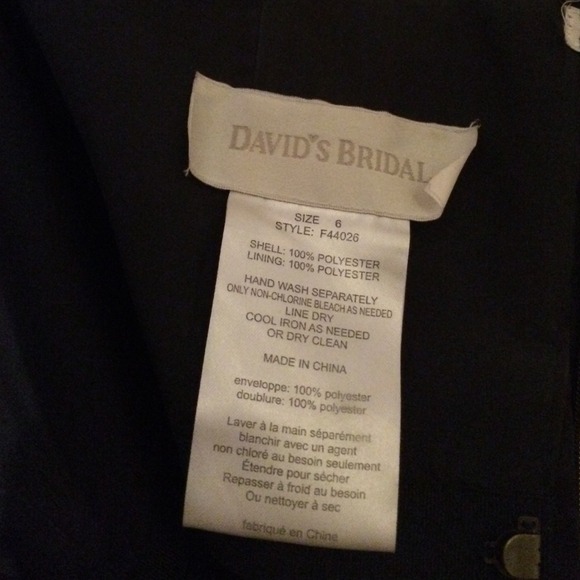 DAVID'S BRIDAL
SIZE 6
STYLE: F44026
SHELL: 100% POLYESTER
LINING: 100% POLYESTER
HAND WASH SEPARATELY
ONLY NON-CHLORINE BLEACH AS NEEDED
LINE DRY
COOL IRON AS NEEDED
OR DRY CLEAN
MADE IN CHINA
enveloppe: 100% polyester
doublure: 100% polyester
Laver à la main séparément
blanchir avec un agent
non chloré au besoin seulement
Étendre pour sécher
Repasser à froid au besoin
Ou nettoyer à sec
fabriqué en Chine